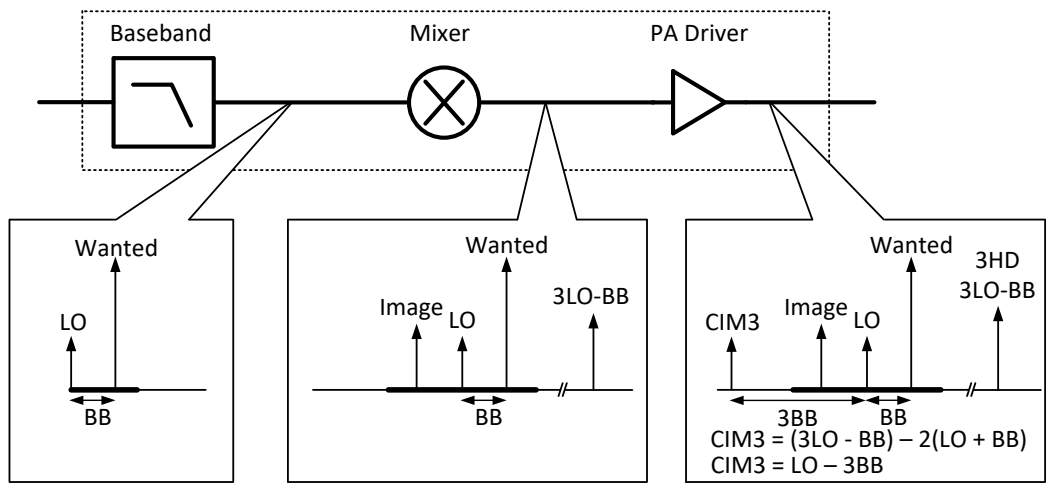 Baseband
Mixer
PA Driver
Wanted
LO
BB
Wanted
3LO-BB
Image
LO
BB
Wanted
3HD
3LO-BB
CIM3
Image
LO
3BB
BB
CIM3 = (3LO - BB) – 2(LO + BB)
CIM3 = LO – 3BB